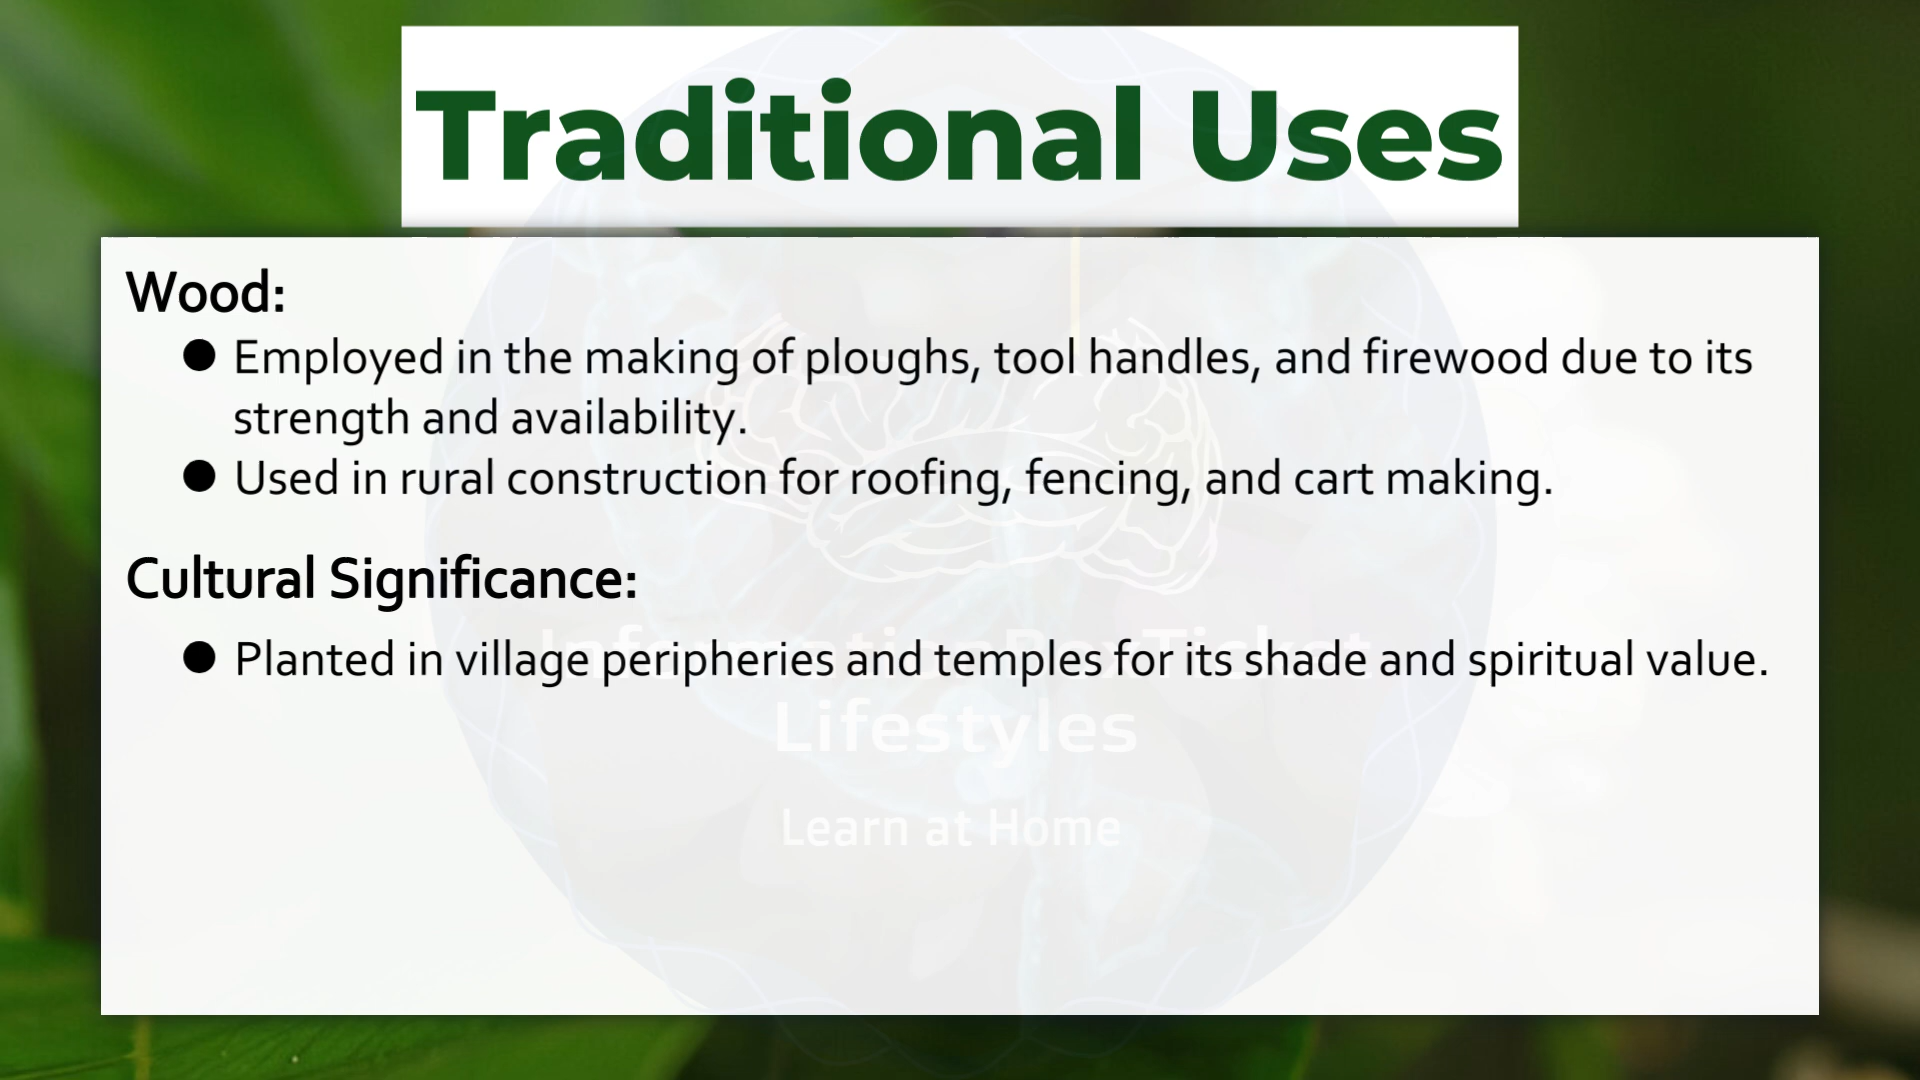 Traditional Uses
Wood:
● Employed in the making of ploughs, tool handles, and firewood due to its
strength and availability.
● Used in rural construction for roofing, fencing, and cart making.
Cultural Significance:
● Planted in village peripheries and temples for its shade and spiritual value.
Lifestyles
Learn at Home